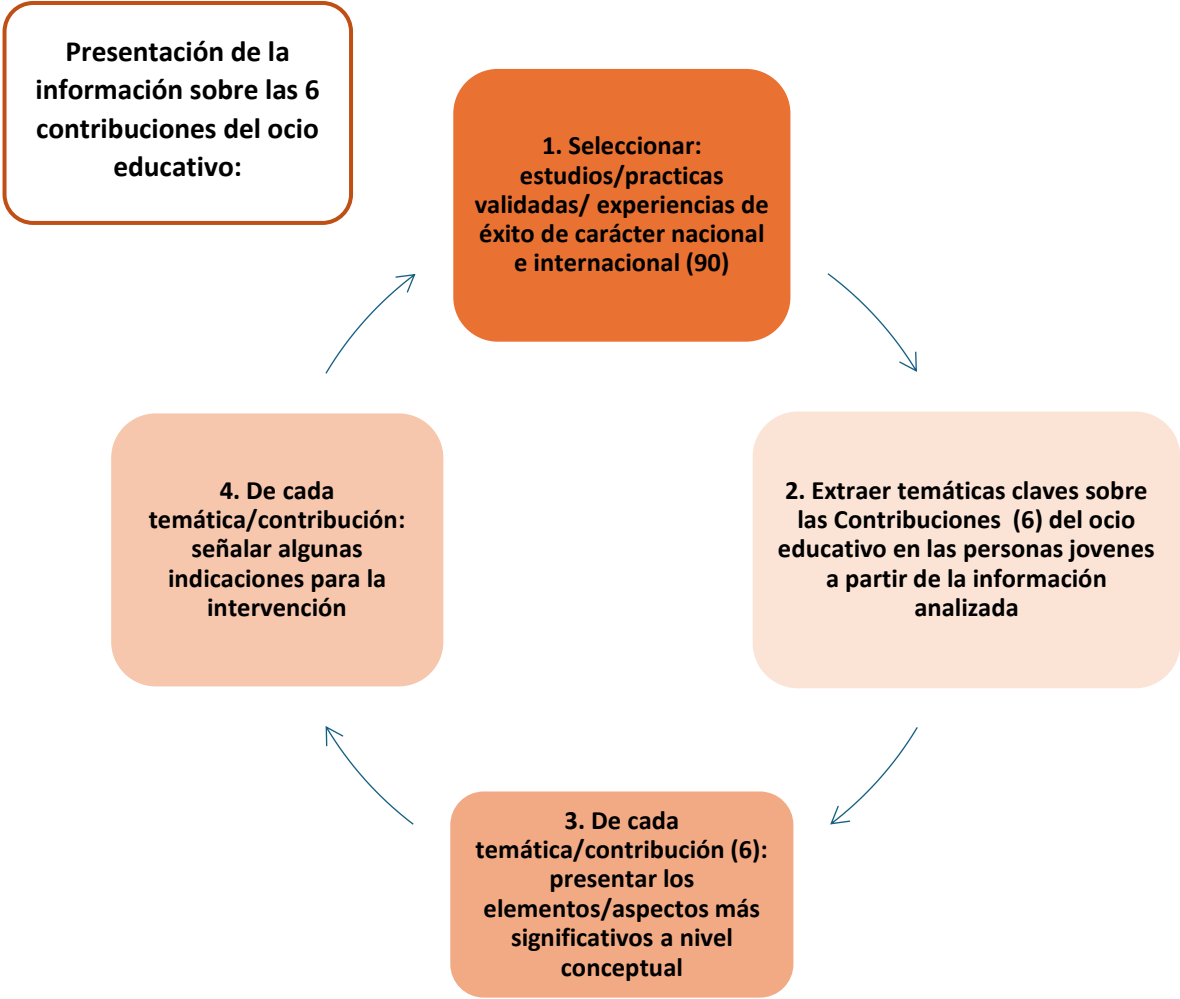 Presentación de la
información sobre las 6
contribuciones del ocio
educativo:
1. Seleccionar:
estudios/practicas
validadas/ experiencias de
éxito de carácter nacional
e internacional (90)
2. Extraer temáticas claves sobre
las Contribuciones (6) del ocio
educativo en las personas jovenes
a partir de la información
analizada
3. De cada
temática/contribución (6):
presentar los
elementos/aspectos más
significativos a nivel
conceptual
4. De cada
temática/contribución:
señalar algunas
indicaciones para la
intervención